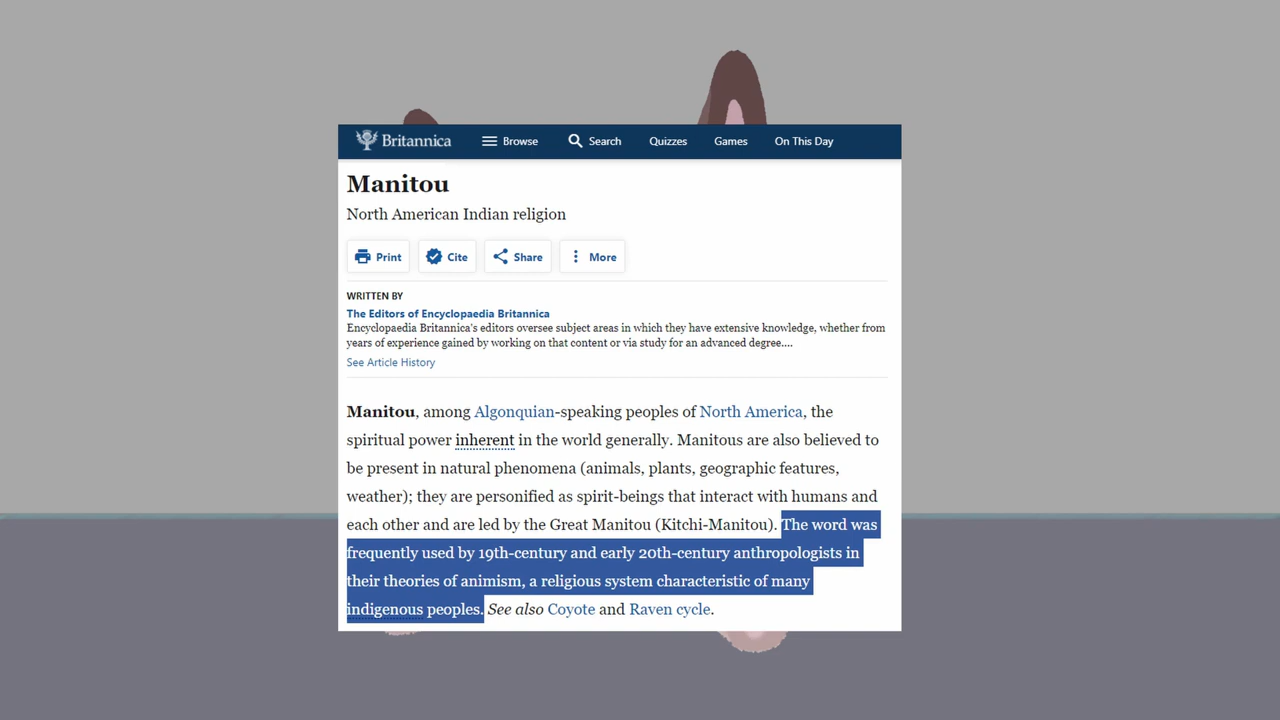 Britannica Browse Search Quizzes Games On This Day
Manitou
North American Indian religion
Print Cite Share More
WRITTEN BY
The Editors of Encyclopaedia Britannica
Encyclopaedia Britannica's editors oversee subject areas in which they have extensive knowledge, whether from
years of experience gained by working on that content or via study for an advanced degree....
See Article History
Manitou, among Algonquian-speaking peoples of North America, the
spiritual power inherent in the world generally. Manitous are also believed to
be present in natural phenomena (animals, plants, geographic features,
weather); they are personified as spirit-beings that interact with humans and
each other and are led by the Great Manitou (Kitchi-Manitou). The word was
frequently used by 19th-century and early 20th-century anthropologists in
their theories of animism, a religious system characteristic of many
indigenous peoples. See also Coyote and Raven cycle.